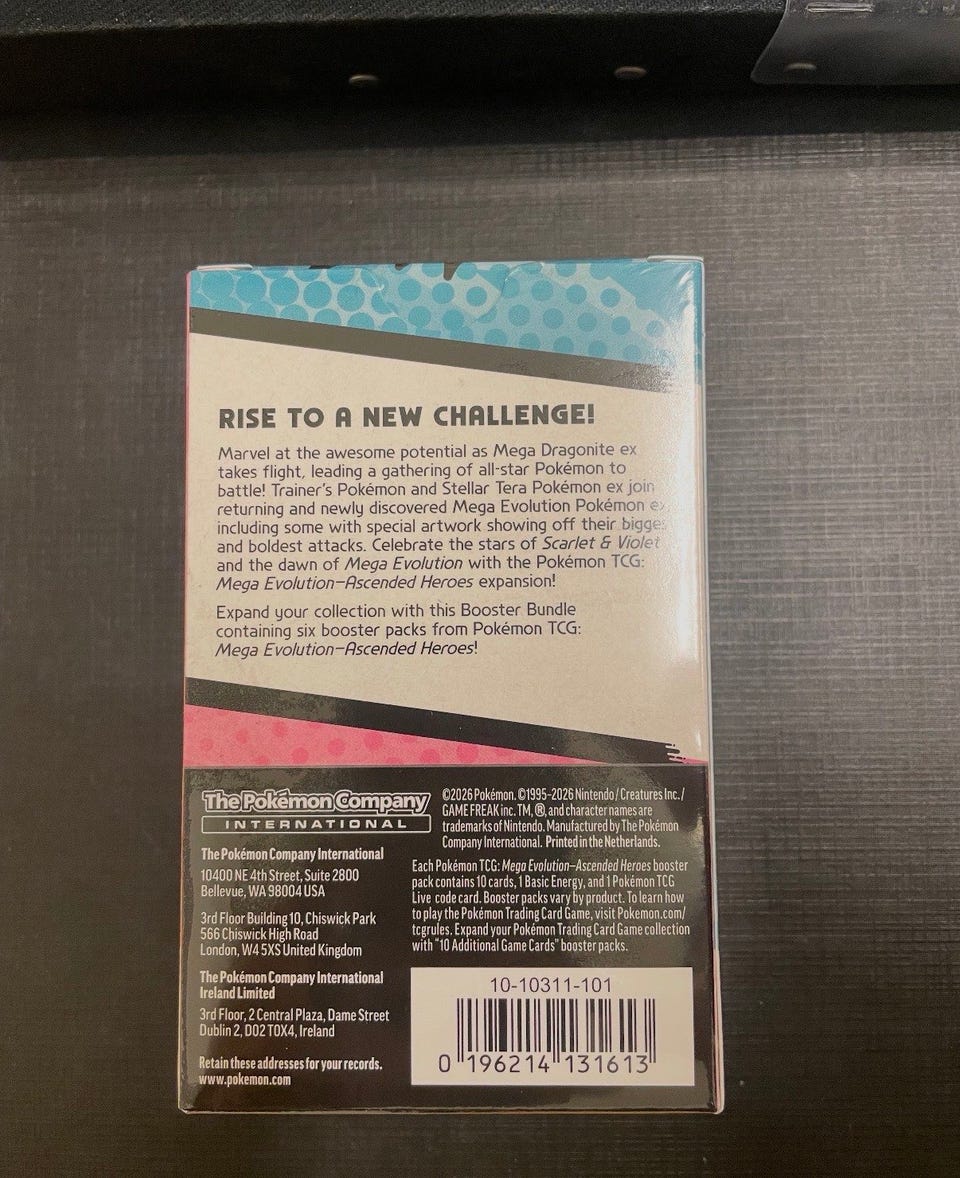 RISE TO A NEW CHALLENGE!
Marvel at the awesome potential as Mega Dragonite ex
takes flight, leading a gathering of all-star Pokémon to
battle! Trainer's Pokémon and Stellar Tera Pokémon ex join
returning and newly discovered Mega Evolution Pokémon ex,
including some with special artwork showing off their
and boldest attacks. Celebrate the stars of Scarlet & Violet
and the dawn of Mega Evolution with the Pokémon TCG:
Mega Evolution—Ascended Heroes expansion!
Expand your collection with this Booster Bundle
containing six booster packs from Pokémon TCG:
Mega Evolution—Ascended Heroes!
The Pokémon Company
INTERNATIONAL
The Pokémon Company International
10400 NE 4th Street, Suite 2800
Bellevue, WA 98004 USA
3rd Floor Building 10, Chiswick Park
566 Chiswick High Road
London, W4 5XS United Kingdom
The Pokémon Company International
Ireland Limited
3rd Floor, 2 Central Plaza, Dame Street
Dublin 2, D02 T0X4, Ireland
Retain these addresses for your records.
www.pokemon.com
©2026 Pokémon. ©1995–2026 Nintendo / Creatures Inc. /
GAME FREAK inc. TM, ®, and character names are
trademarks of Nintendo. Manufactured by The Pokémon
Company International. Printed in the Netherlands.
Each Pokémon TCG: Mega Evolution—Ascended Heroes booster
pack contains 10 cards, 1 Basic Energy, and 1 Pokémon TCG
Live code card. Booster packs vary by product. To learn how
to play the Pokémon Trading Card Game, visit Pokemon.com/
tcgrules. Expand your Pokémon Trading Card Game collection
with "10 Additional Game Cards" booster packs.
10-10311-101
0 196214 131613